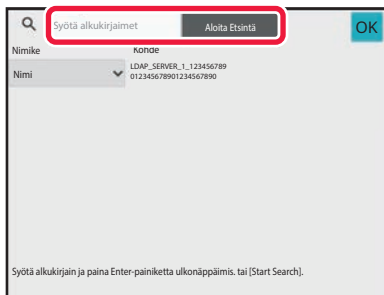 Syötä alkukirjaimet Aloita Etsintä OK
Nimike Kohde
Nimi LDAP_SERVER_1_123456789
012345678901234567890
Syötä alkukirjain ja paina Enter-painiketta ulkonäppäimis. tai [Start Search].